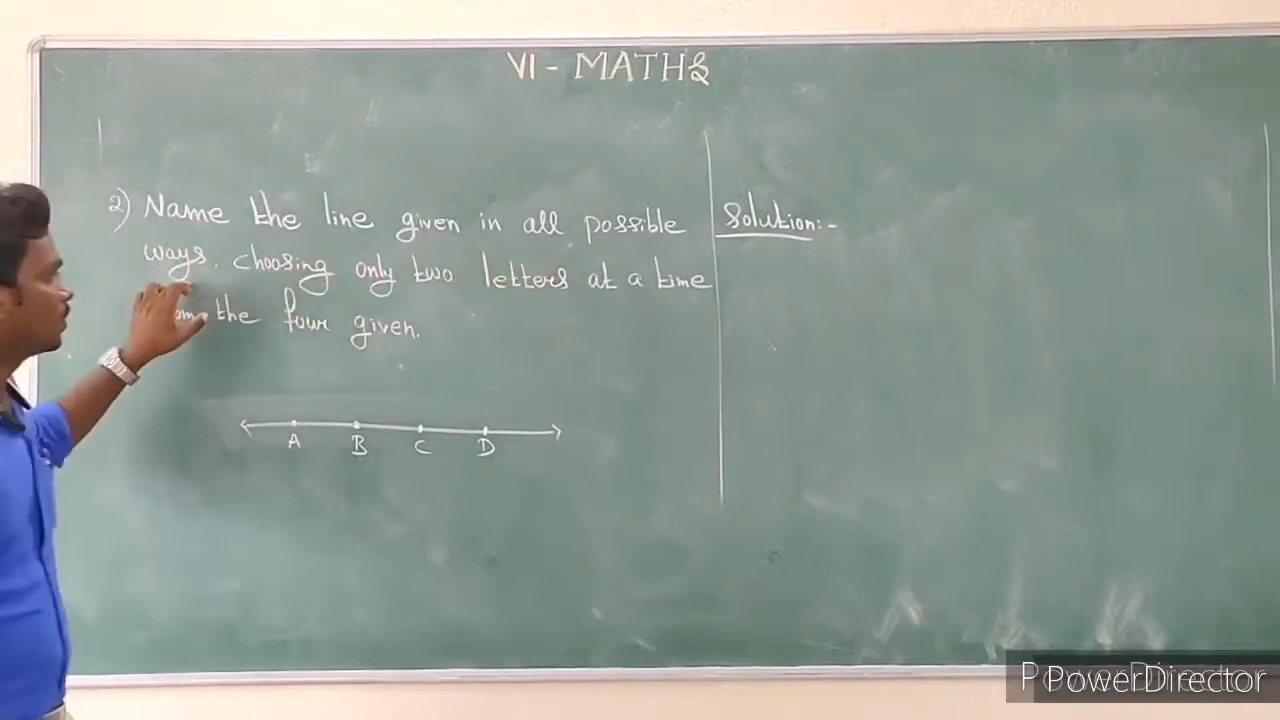 VI - MATHS
2) Name the line given in all possible
ways, choosing only two letters at a time
the four given.
A B C D
Solution:-
PowerDirector